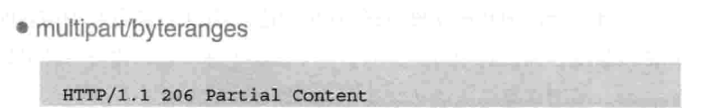 ● multipart/byteranges
HTTP/1.1 206 Partial Content